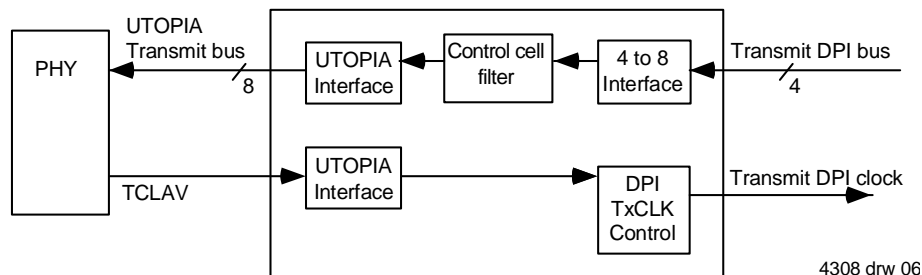 UTOPIA
Transmit bus
PHY
8
UTOPIA
Interface
Control cell
filter
4 to 8
Interface
Transmit DPI bus
4
TCLAV
UTOPIA
Interface
DPI
TxCLK
Control
Transmit DPI clock
4308 drw 06